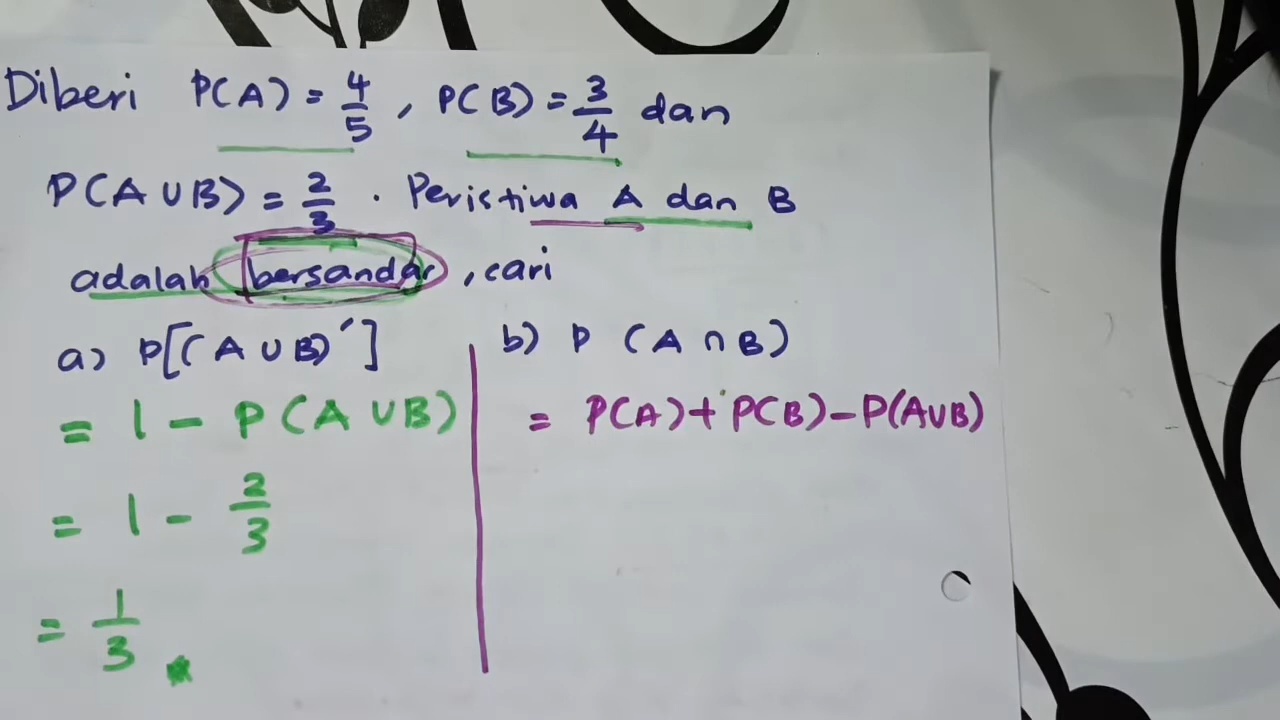 Diberi P(A) = 4/5 , P(B) = 3/4 dan
P(A ∪ B) = 2/3 . Peristiwa A dan B
adalah bersandar , cari
a) P[(A ∪ B)′]
= 1 - P(A ∪ B)
= 1 - 2/3
= 1/3
b) P (A ∩ B)
= P(A) + P(B) - P(A∪B)